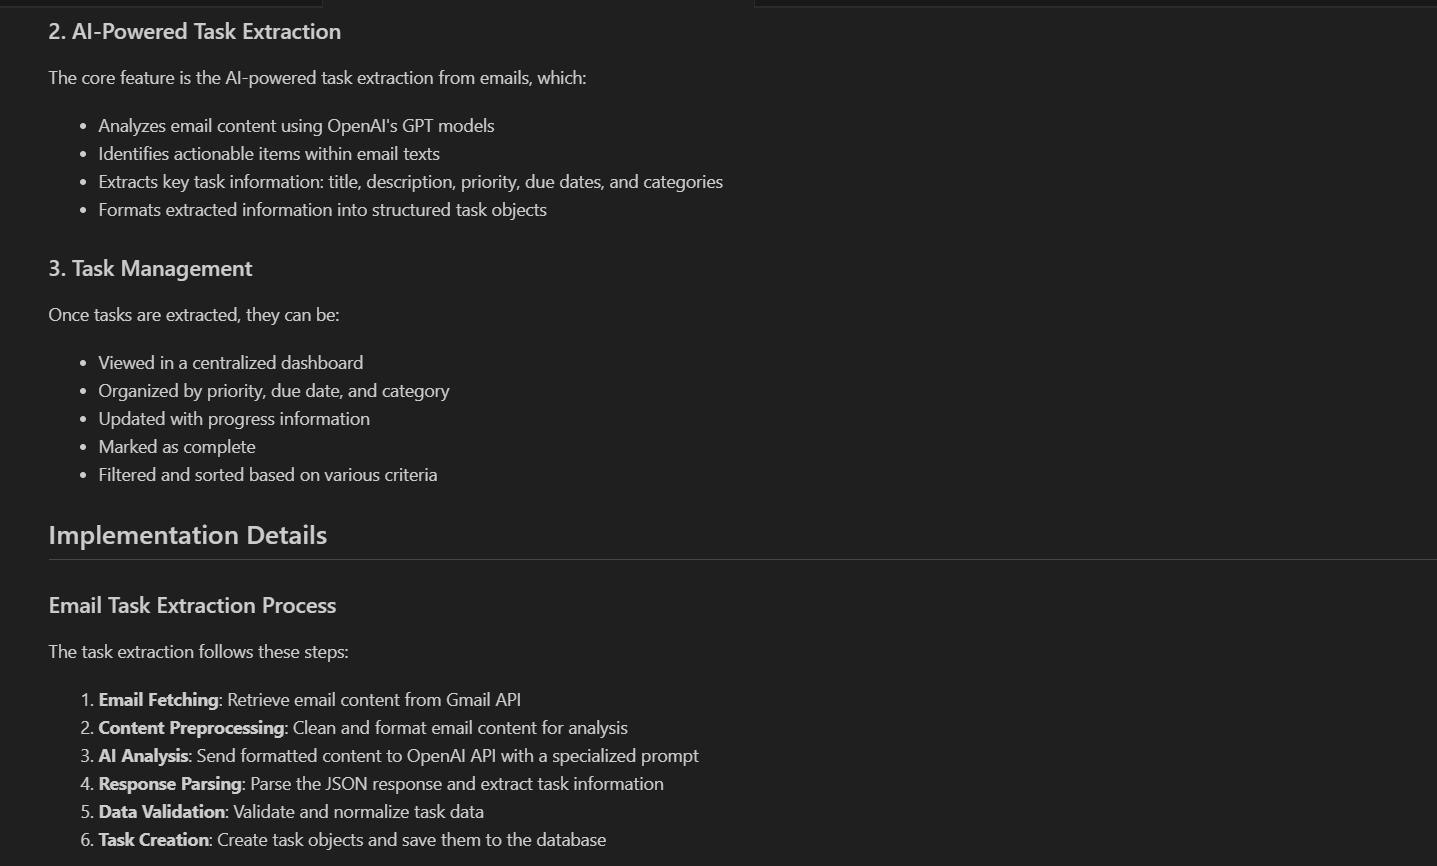 2. AI-Powered Task Extraction
The core feature is the AI-powered task extraction from emails, which:
• Analyzes email content using OpenAI's GPT models
• Identifies actionable items within email texts
• Extracts key task information: title, description, priority, due dates, and categories
• Formats extracted information into structured task objects
3. Task Management
Once tasks are extracted, they can be:
• Viewed in a centralized dashboard
• Organized by priority, due date, and category
• Updated with progress information
• Marked as complete
• Filtered and sorted based on various criteria
Implementation Details
Email Task Extraction Process
The task extraction follows these steps:
1. Email Fetching: Retrieve email content from Gmail API
2. Content Preprocessing: Clean and format email content for analysis
3. AI Analysis: Send formatted content to OpenAI API with a specialized prompt
4. Response Parsing: Parse the JSON response and extract task information
5. Data Validation: Validate and normalize task data
6. Task Creation: Create task objects and save them to the database